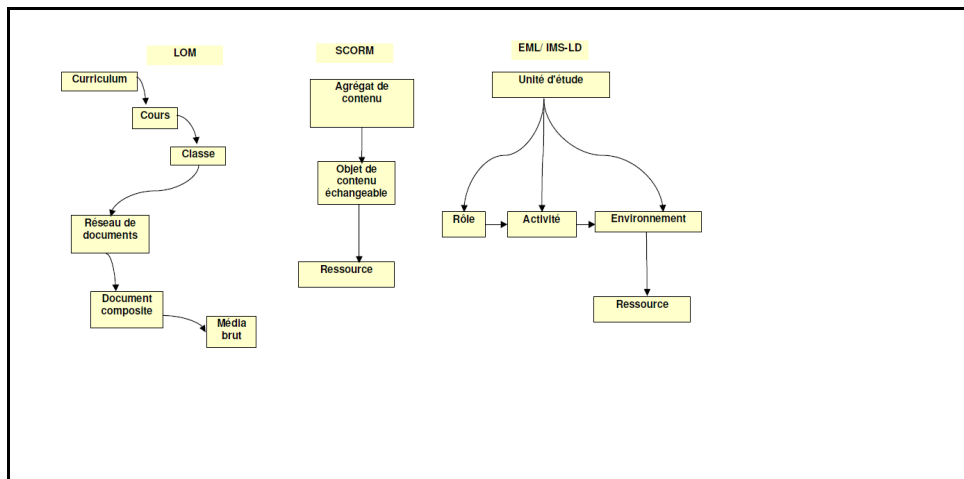 LOM
Curriculum
Cours
Classe
Réseau de
documents
Document
composite
Média
brut
SCORM
Agrégat de
contenu
Objet de
contenu
échangeable
Ressource
EML/ IMS-LD
Unité d'étude
Rôle
Activité
Environnement
Ressource